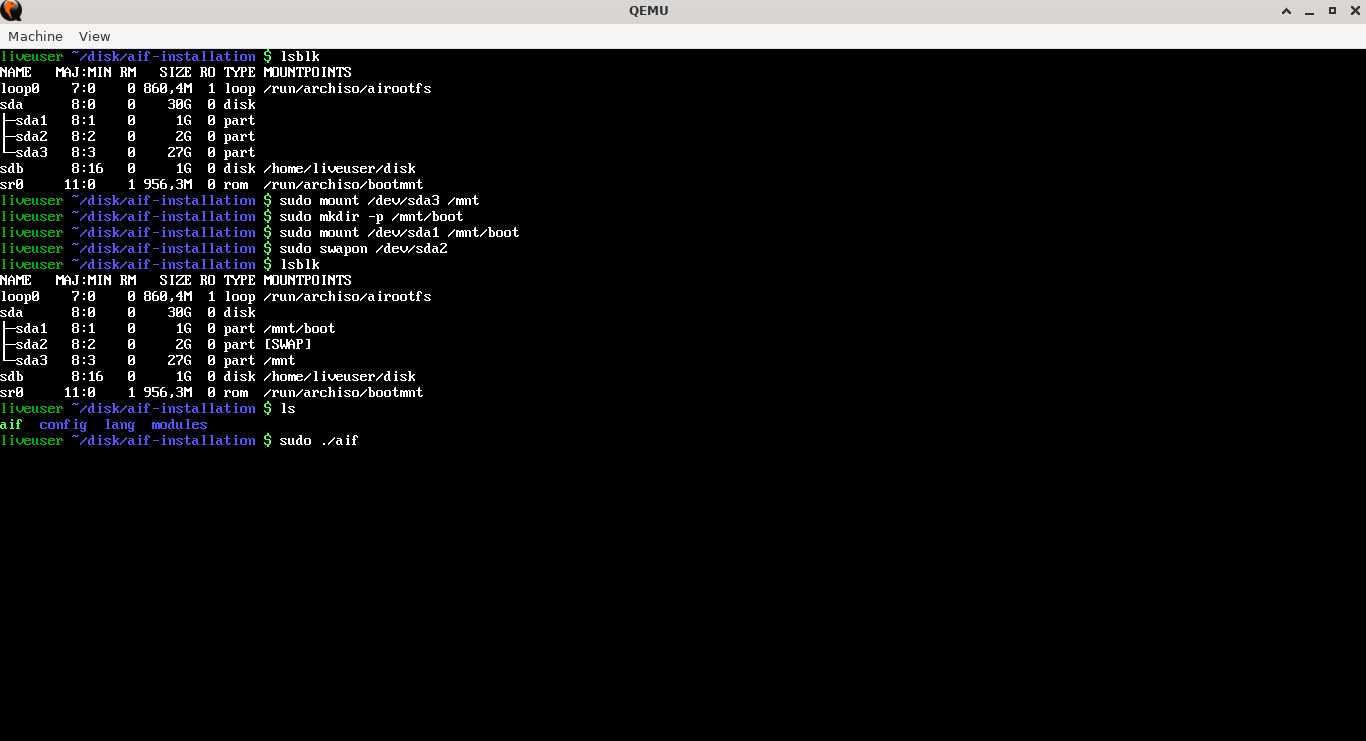 QEMU
Machine View
liveuser ~/disk/aif-installation $ lsblk
NAME   MAJ:MIN RM   SIZE RO TYPE MOUNTPOINTS
loop0    7:0    0 860,4M  1 loop /run/archiso/airootfs
sda      8:0    0    30G  0 disk
├─sda1   8:1    0     1G  0 part
├─sda2   8:2    0     2G  0 part
└─sda3   8:3    0    27G  0 part
sdb      8:16   0     1G  0 disk /home/liveuser/disk
sr0     11:0    1 956,3M  0 rom  /run/archiso/bootmnt
liveuser ~/disk/aif-installation $ sudo mount /dev/sda3 /mnt
liveuser ~/disk/aif-installation $ sudo mkdir -p /mnt/boot
liveuser ~/disk/aif-installation $ sudo mount /dev/sda1 /mnt/boot
liveuser ~/disk/aif-installation $ sudo swapon /dev/sda2
liveuser ~/disk/aif-installation $ lsblk
NAME   MAJ:MIN RM   SIZE RO TYPE MOUNTPOINTS
loop0    7:0    0 860,4M  1 loop /run/archiso/airootfs
sda      8:0    0    30G  0 disk
├─sda1   8:1    0     1G  0 part /mnt/boot
├─sda2   8:2    0     2G  0 part [SWAP]
└─sda3   8:3    0    27G  0 part /mnt
sdb      8:16   0     1G  0 disk /home/liveuser/disk
sr0     11:0    1 956,3M  0 rom  /run/archiso/bootmnt
liveuser ~/disk/aif-installation $ ls
aif  config  lang  modules
liveuser ~/disk/aif-installation $ sudo ./aif